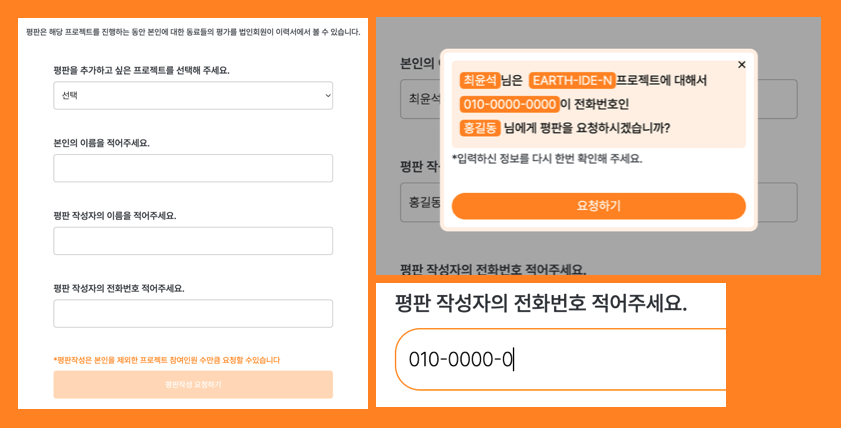 평판은 해당 프로젝트를 진행하는 동안 본인에 대한 동료들의 평가를 법인회원이 이력서에서 볼 수 있습니다.
평판을 추가하고 싶은 프로젝트를 선택해 주세요.
선택
본인의 이름을 적어주세요.
평판 작성자의 이름을 적어주세요.
평판 작성자의 전화번호 적어주세요.
*평판작성은 본인을 제외한 프로젝트 참여인원 수만큼 요청할 수있습니다
평판작성 요청하기
본인의
최윤석
평판 작
홍길동
평판 작성자의 전화번호 적어주세요.
×
최윤석 님은 EARTH-IDE-N 프로젝트에 대해서
010-0000-0000 이 전화번호인
홍길동 님에게 평판을 요청하시겠습니까?
*입력하신 정보를 다시 한번 확인해 주세요.
요청하기
평판 작성자의 전화번호 적어주세요.
010-0000-0